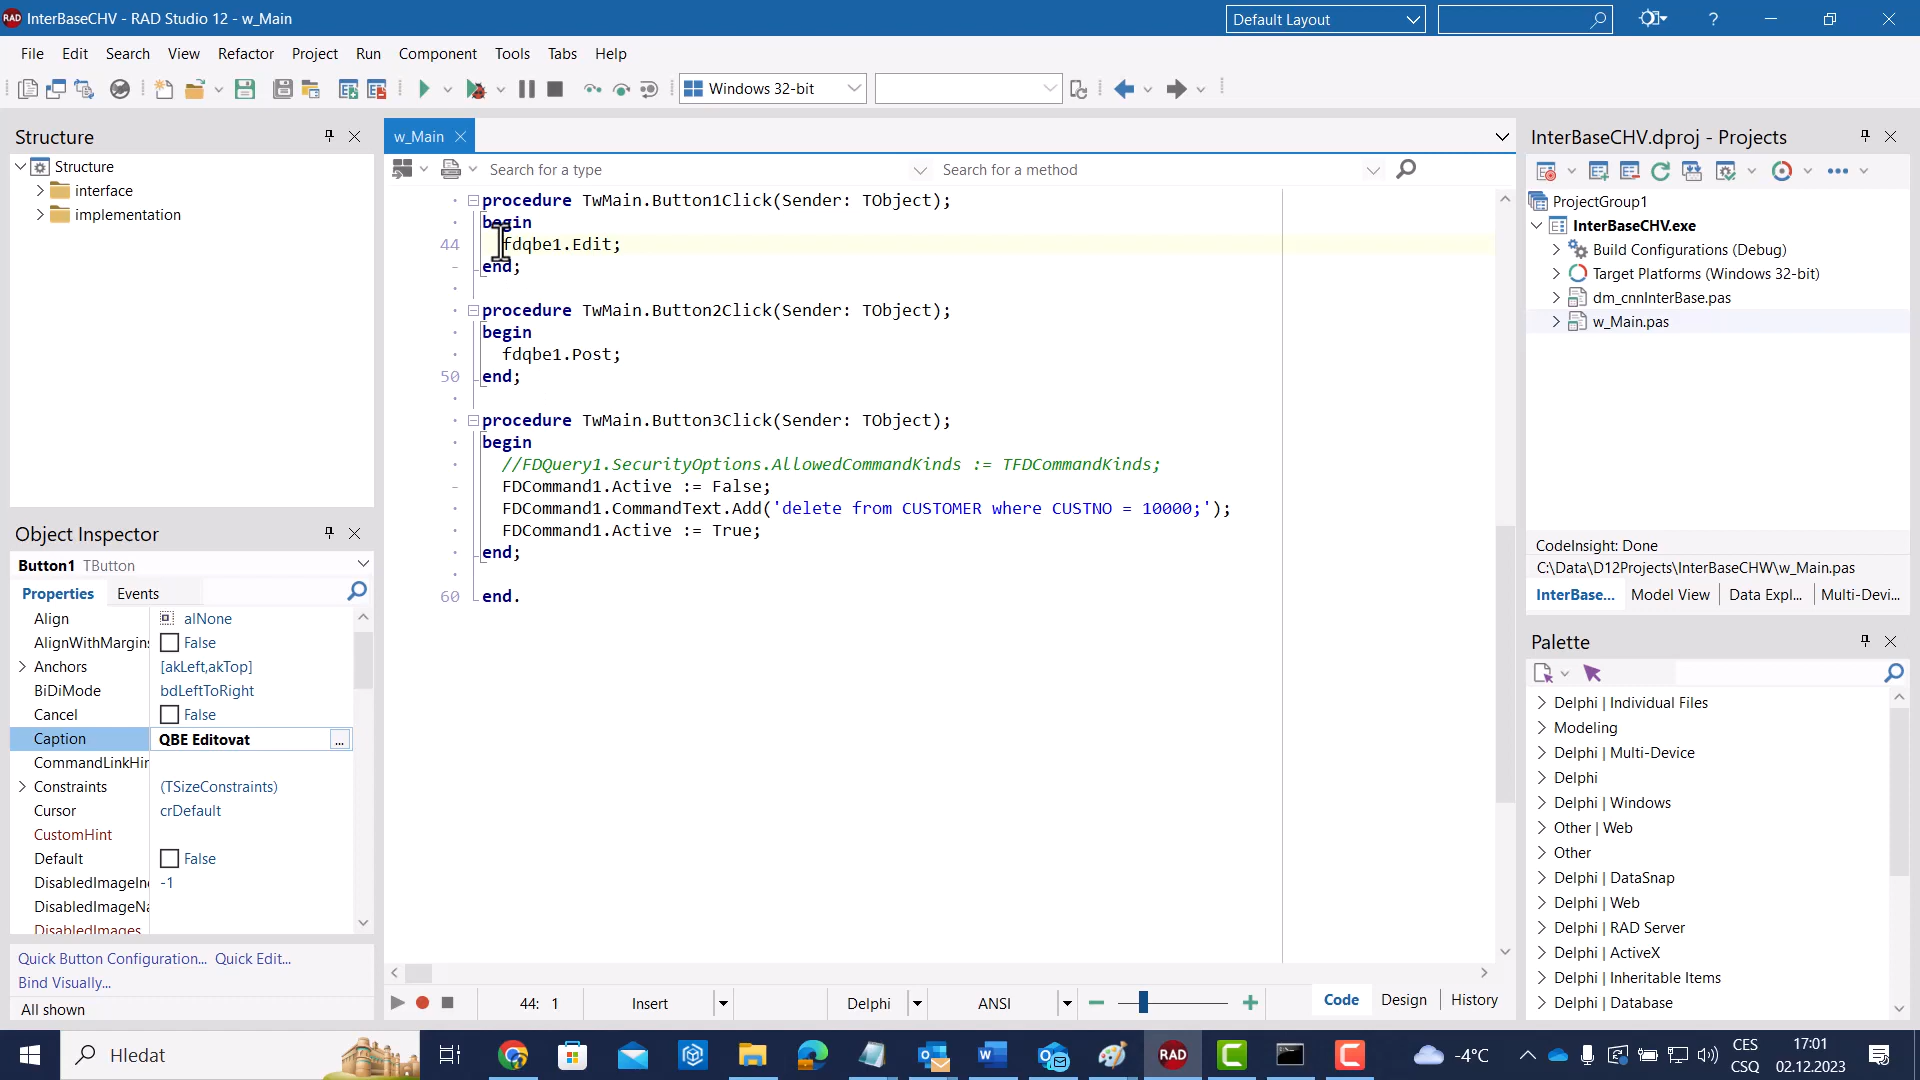 InterBaseCHV - RAD Studio 12 - w_Main
Default Layout
?
File Edit Search View Refactor Project Run Component Tools Tabs Help
Windows 32-bit
Structure
Structure
interface
implementation
w_Main
Search for a type
Search for a method
procedure TwMain.Button1Click(Sender: TObject);
begin
44
fdqbe1.Edit;
end;
procedure TwMain.Button2Click(Sender: TObject);
begin
fdqbe1.Post;
50
end;
procedure TwMain.Button3Click(Sender: TObject);
begin
//FDQuery1.SecurityOptions.AllowedCommandKinds := TFDCommandKinds;
FDCommand1.Active := False;
FDCommand1.CommandText.Add('delete from CUSTOMER where CUSTNO = 10000;');
FDCommand1.Active := True;
end;
60
end.
Object Inspector
Button1 TButton
Properties Events
Align alNone
AlignWithMargins False
Anchors [akLeft,akTop]
BiDiMode bdLeftToRight
Cancel False
Caption QBE Editovat ...
CommandLinkHin
Constraints (TSizeConstraints)
Cursor crDefault
CustomHint
Default False
DisabledImageIn -1
DisabledImageNa
DisabledImages
Quick Button Configuration... Quick Edit...
Bind Visually...
All shown
44: 1 Insert Delphi ANSI
Code Design History
InterBaseCHV.dproj - Projects
ProjectGroup1
InterBaseCHV.exe
Build Configurations (Debug)
Target Platforms (Windows 32-bit)
dm_cnnInterBase.pas
w_Main.pas
CodeInsight: Done
C:\Data\D12Projects\InterBaseCHW\w_Main.pas
InterBase... Model View Data Expl... Multi-Devi...
Palette
Delphi | Individual Files
Modeling
Delphi | Multi-Device
Delphi
Delphi | Windows
Other | Web
Other
Delphi | DataSnap
Delphi | Web
Delphi | RAD Server
Delphi | ActiveX
Delphi | Inheritable Items
Delphi | Database
Hledat
RAD
-4°C
CES
CSQ
17:01
02.12.2023